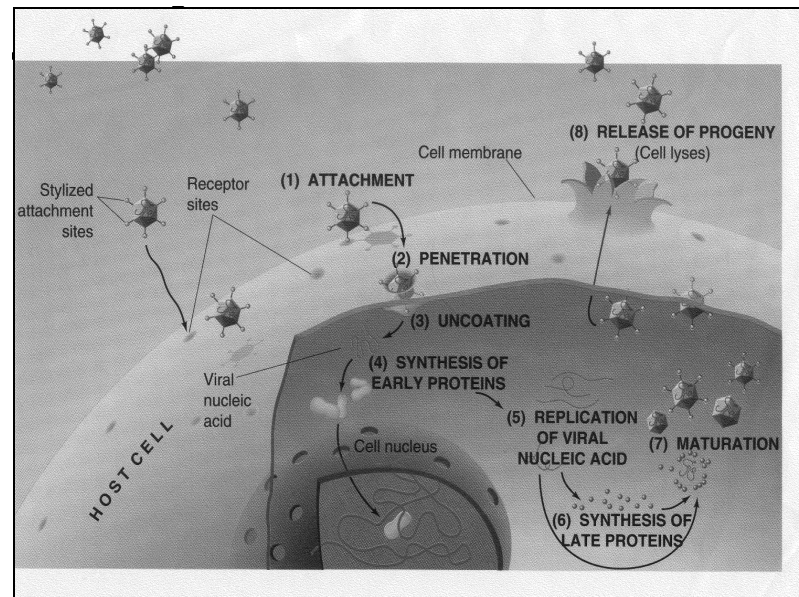 (8) RELEASE OF PROGENY
(Cell lyses)
Cell membrane
(1) ATTACHMENT
Receptor
sites
Stylized
attachment
sites
(2) PENETRATION
(3) UNCOATING
(4) SYNTHESIS OF
EARLY PROTEINS
Viral
nucleic
acid
(5) REPLICATION
OF VIRAL
NUCLEIC ACID
(7) MATURATION
Cell nucleus
HOST CELL
(6) SYNTHESIS OF
LATE PROTEINS